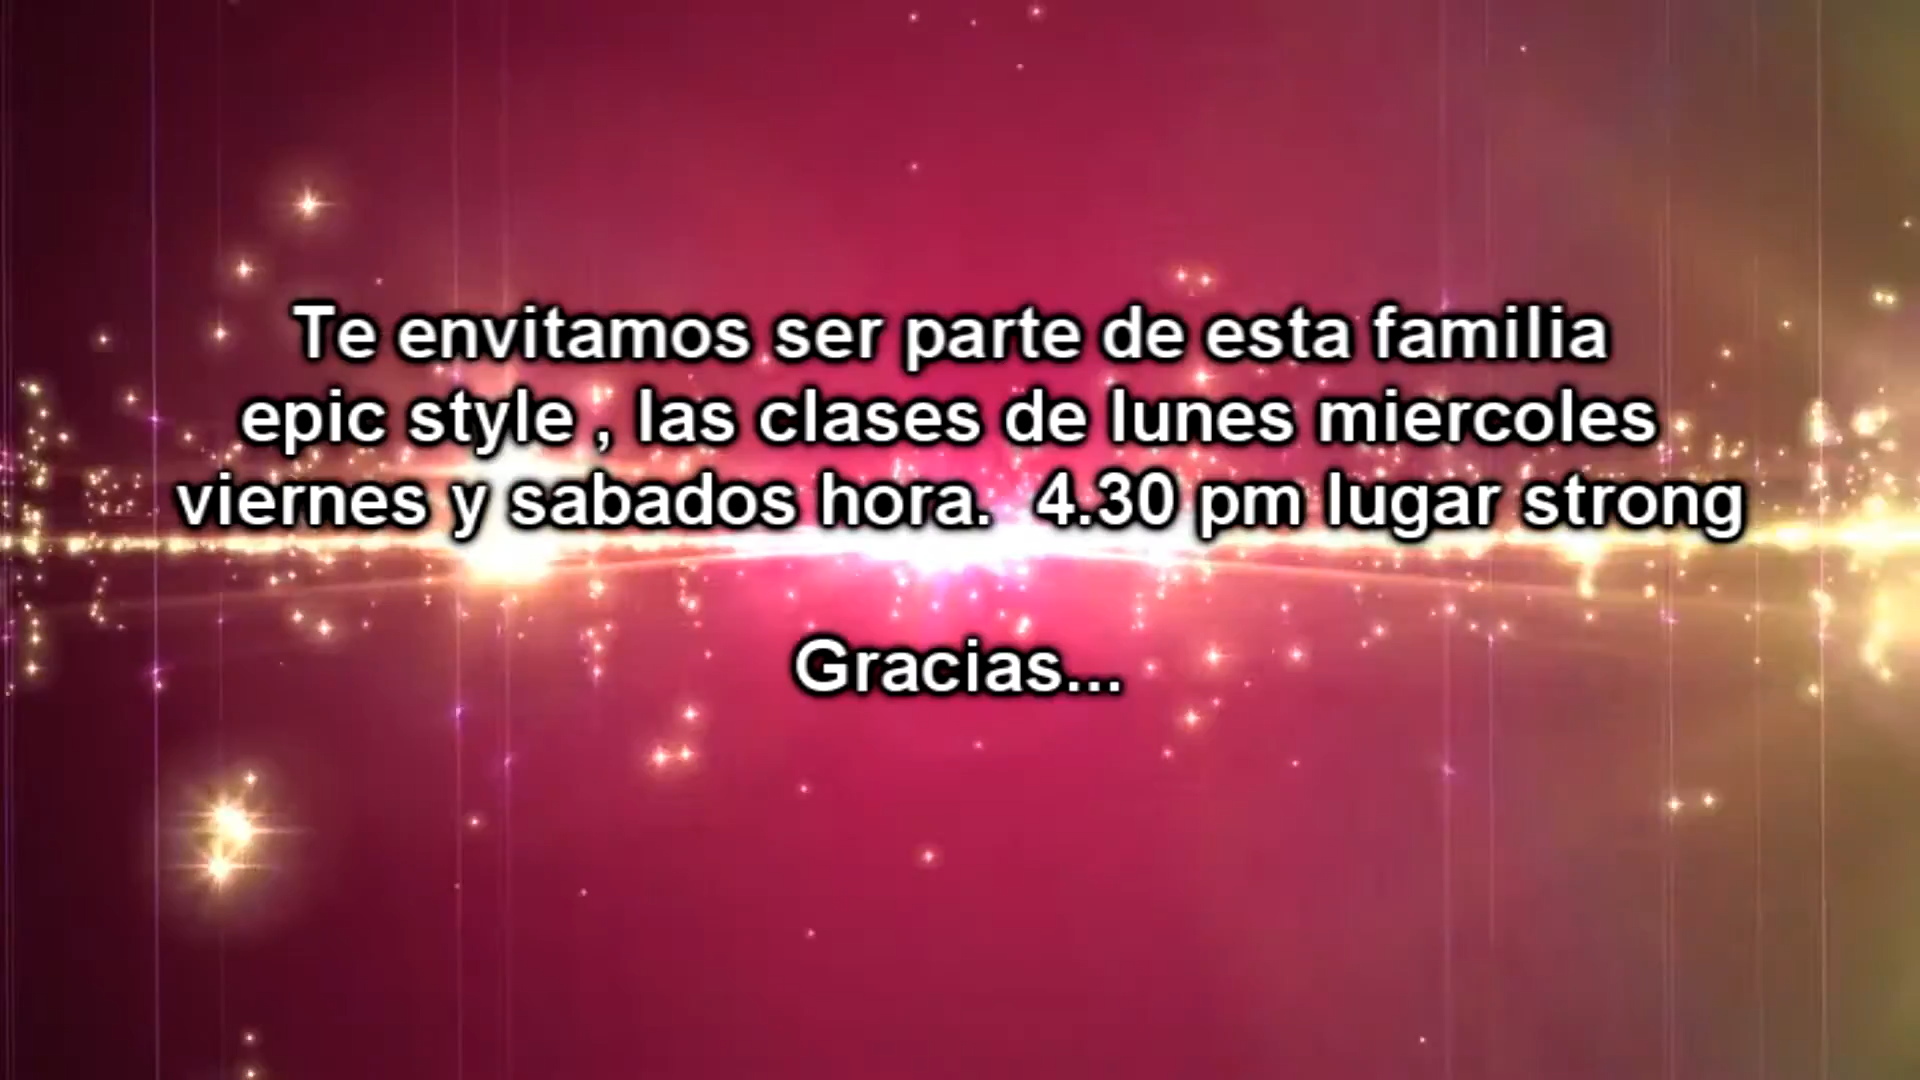 Te envitamos ser parte de esta familia
epic style , las clases de lunes miercoles
viernes y sabados hora.  4.30 pm lugar strong
Gracias...